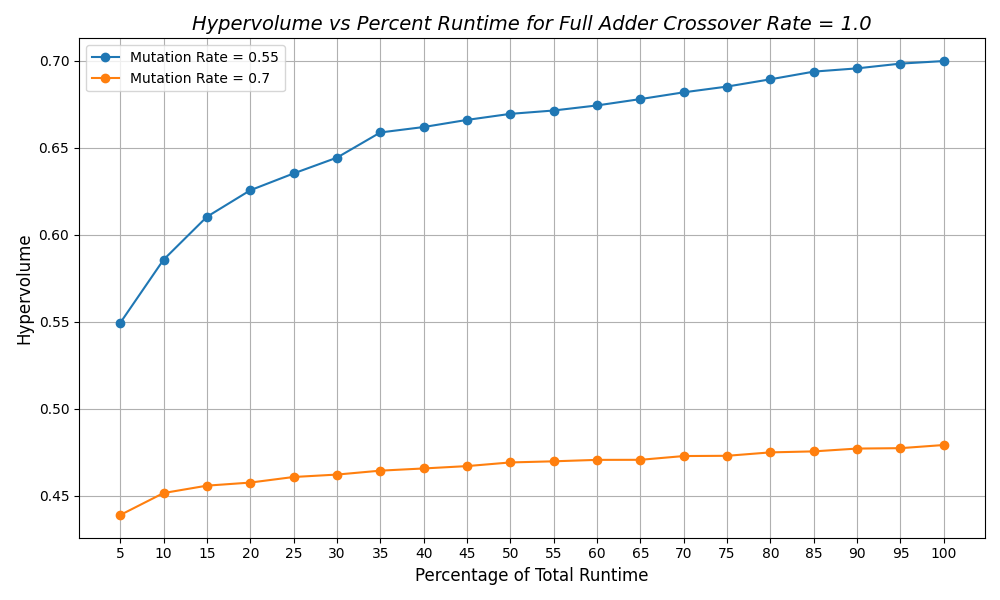 Hypervolume vs Percent Runtime for Full Adder Crossover Rate = 1.0
Mutation Rate = 0.55
Mutation Rate = 0.7
Hypervolume
0.70
0.65
0.60
0.55
0.50
0.45
5 10 15 20 25 30 35 40 45 50 55 60 65 70 75 80 85 90 95 100
Percentage of Total Runtime